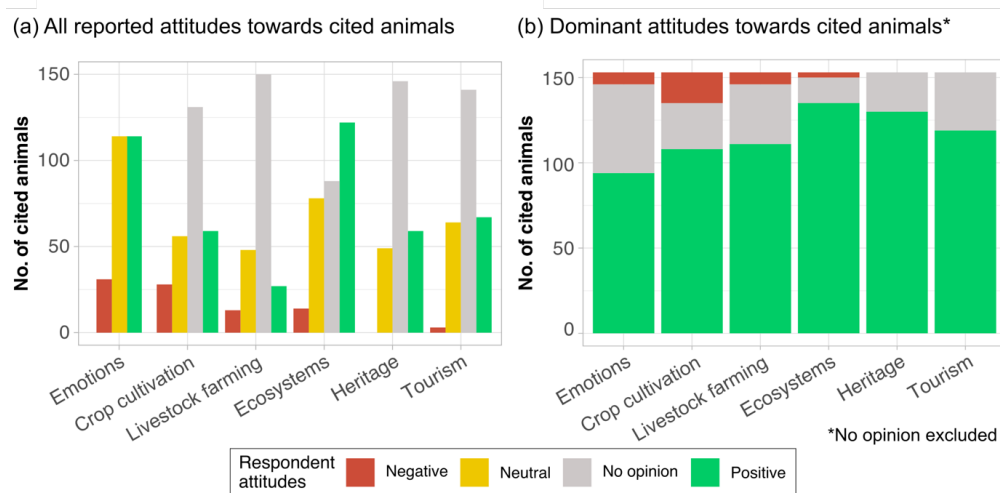 (a) All reported attitudes towards cited animals
No. of cited animals
150
100
50
0
Emotions
Crop cultivation
Livestock farming
Ecosystems
Heritage
Tourism
(b) Dominant attitudes towards cited animals*
No. of cited animals
150
100
50
0
Emotions
Crop cultivation
Livestock farming
Ecosystems
Heritage
Tourism
*No opinion excluded
Respondent
attitudes
Negative
Neutral
No opinion
Positive